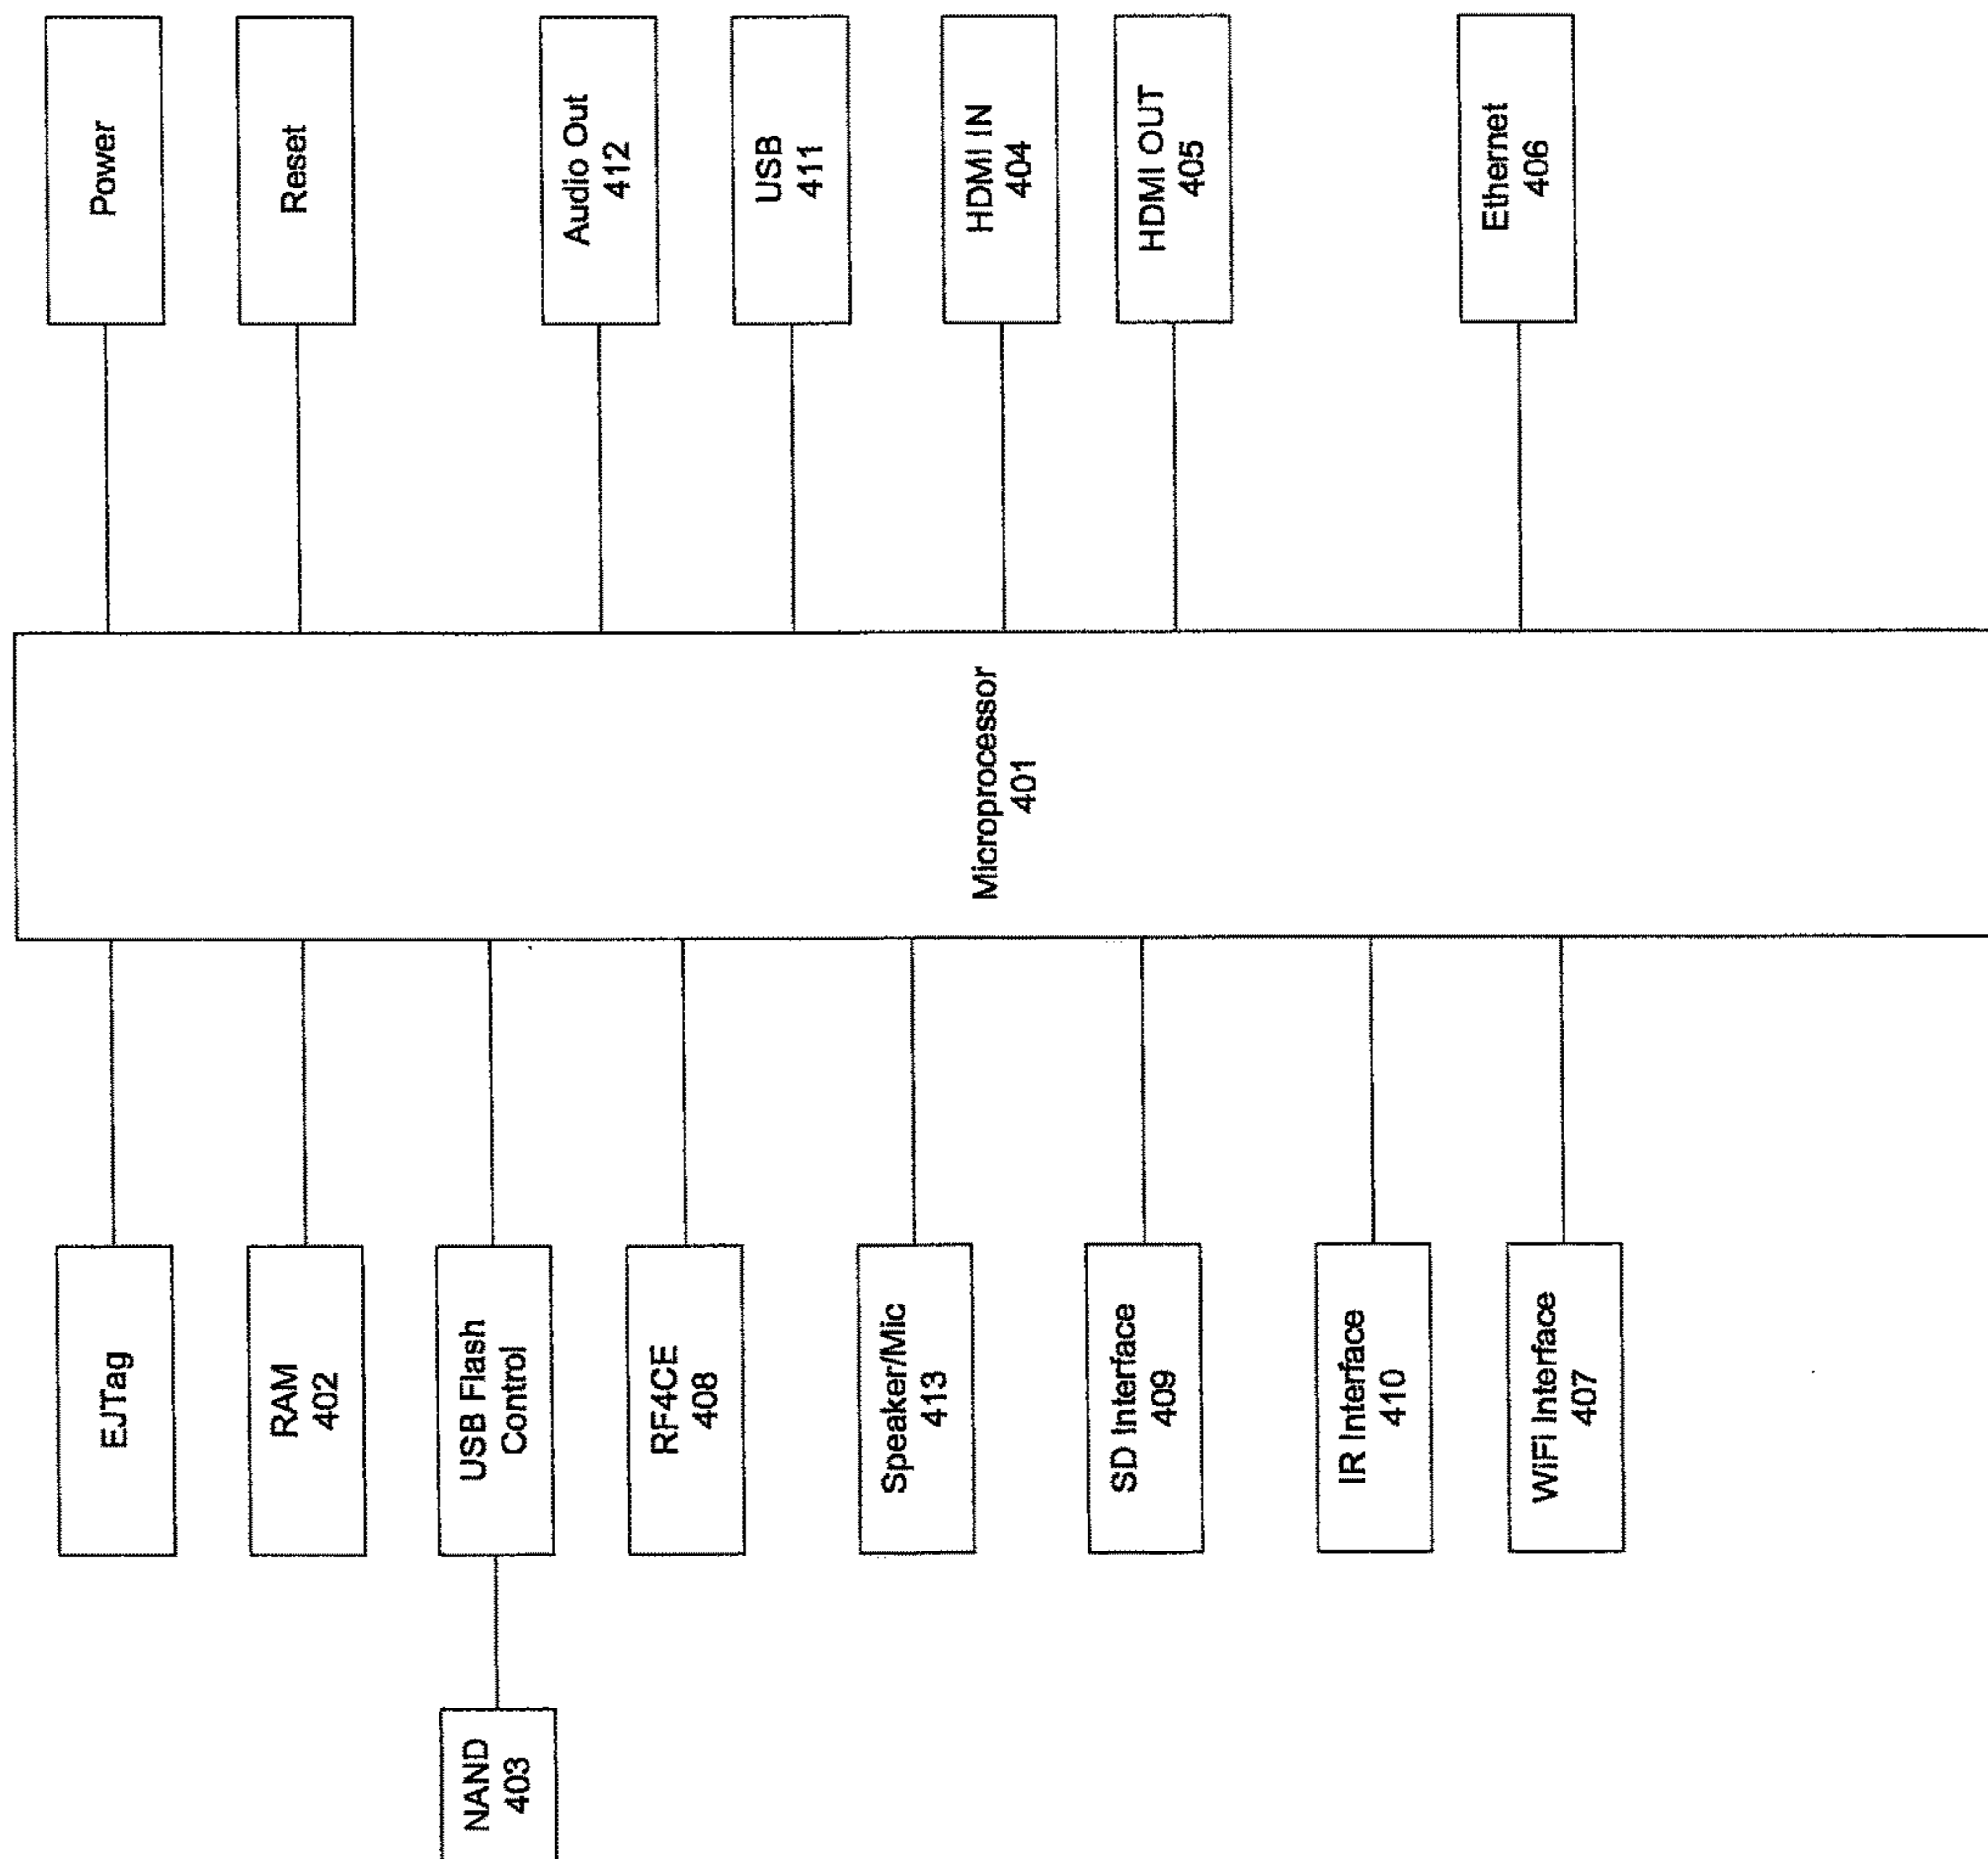 Power
Reset
Audio Out
412
USB
411
HDMI IN
404
HDMI OUT
405
Ethernet
406
Microprocessor
401
EJTag
RAM
402
USB Flash
Control
RF4CE
408
Speaker/Mic
413
SD Interface
409
IR Interface
410
WiFi Interface
407
NAND
403